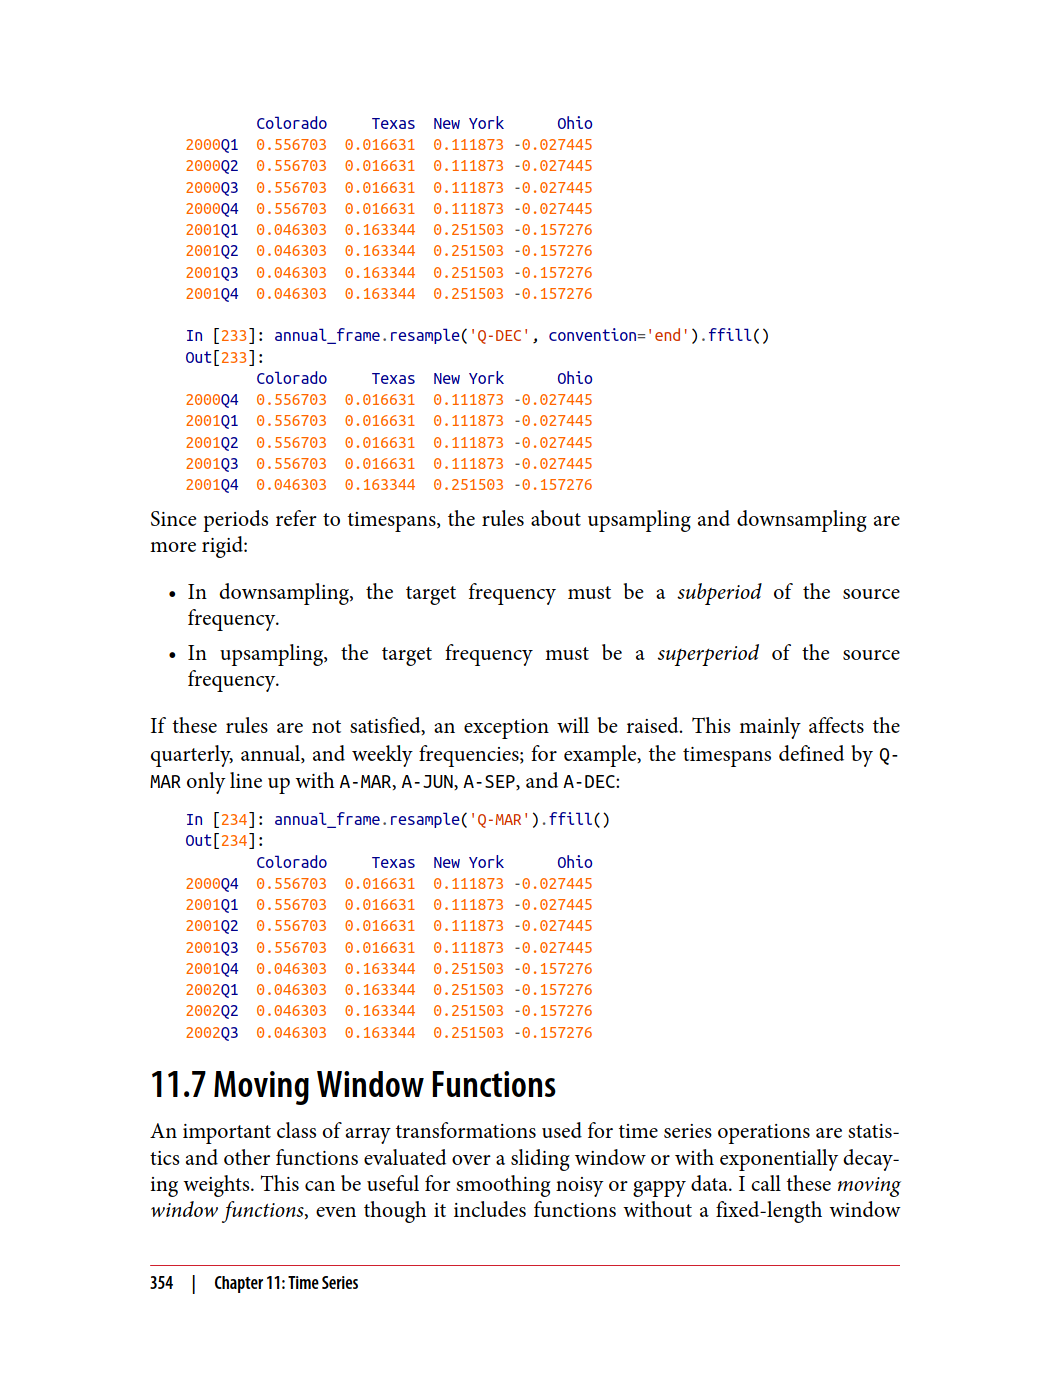 Colorado     Texas  New York      Ohio
2000Q1  0.556703  0.016631  0.111873 -0.027445
2000Q2  0.556703  0.016631  0.111873 -0.027445
2000Q3  0.556703  0.016631  0.111873 -0.027445
2000Q4  0.556703  0.016631  0.111873 -0.027445
2001Q1  0.046303  0.163344  0.251503 -0.157276
2001Q2  0.046303  0.163344  0.251503 -0.157276
2001Q3  0.046303  0.163344  0.251503 -0.157276
2001Q4  0.046303  0.163344  0.251503 -0.157276
In [233]: annual_frame.resample('Q-DEC', convention='end').ffill()
Out[233]:
        Colorado     Texas  New York      Ohio
2000Q4  0.556703  0.016631  0.111873 -0.027445
2001Q1  0.556703  0.016631  0.111873 -0.027445
2001Q2  0.556703  0.016631  0.111873 -0.027445
2001Q3  0.556703  0.016631  0.111873 -0.027445
2001Q4  0.046303  0.163344  0.251503 -0.157276
Since periods refer to timespans, the rules about upsampling and downsampling are
more rigid:
• In downsampling, the target frequency must be a subperiod of the source
frequency.
• In upsampling, the target frequency must be a superperiod of the source
frequency.
If these rules are not satisfied, an exception will be raised. This mainly affects the
quarterly, annual, and weekly frequencies; for example, the timespans defined by Q-
MAR only line up with A-MAR, A-JUN, A-SEP, and A-DEC:
In [234]: annual_frame.resample('Q-MAR').ffill()
Out[234]:
        Colorado     Texas  New York      Ohio
2000Q4  0.556703  0.016631  0.111873 -0.027445
2001Q1  0.556703  0.016631  0.111873 -0.027445
2001Q2  0.556703  0.016631  0.111873 -0.027445
2001Q3  0.556703  0.016631  0.111873 -0.027445
2001Q4  0.046303  0.163344  0.251503 -0.157276
2002Q1  0.046303  0.163344  0.251503 -0.157276
2002Q2  0.046303  0.163344  0.251503 -0.157276
2002Q3  0.046303  0.163344  0.251503 -0.157276
11.7 Moving Window Functions
An important class of array transformations used for time series operations are statis-
tics and other functions evaluated over a sliding window or with exponentially decay-
ing weights. This can be useful for smoothing noisy or gappy data. I call these moving
window functions, even though it includes functions without a fixed-length window
354 | Chapter 11: Time Series